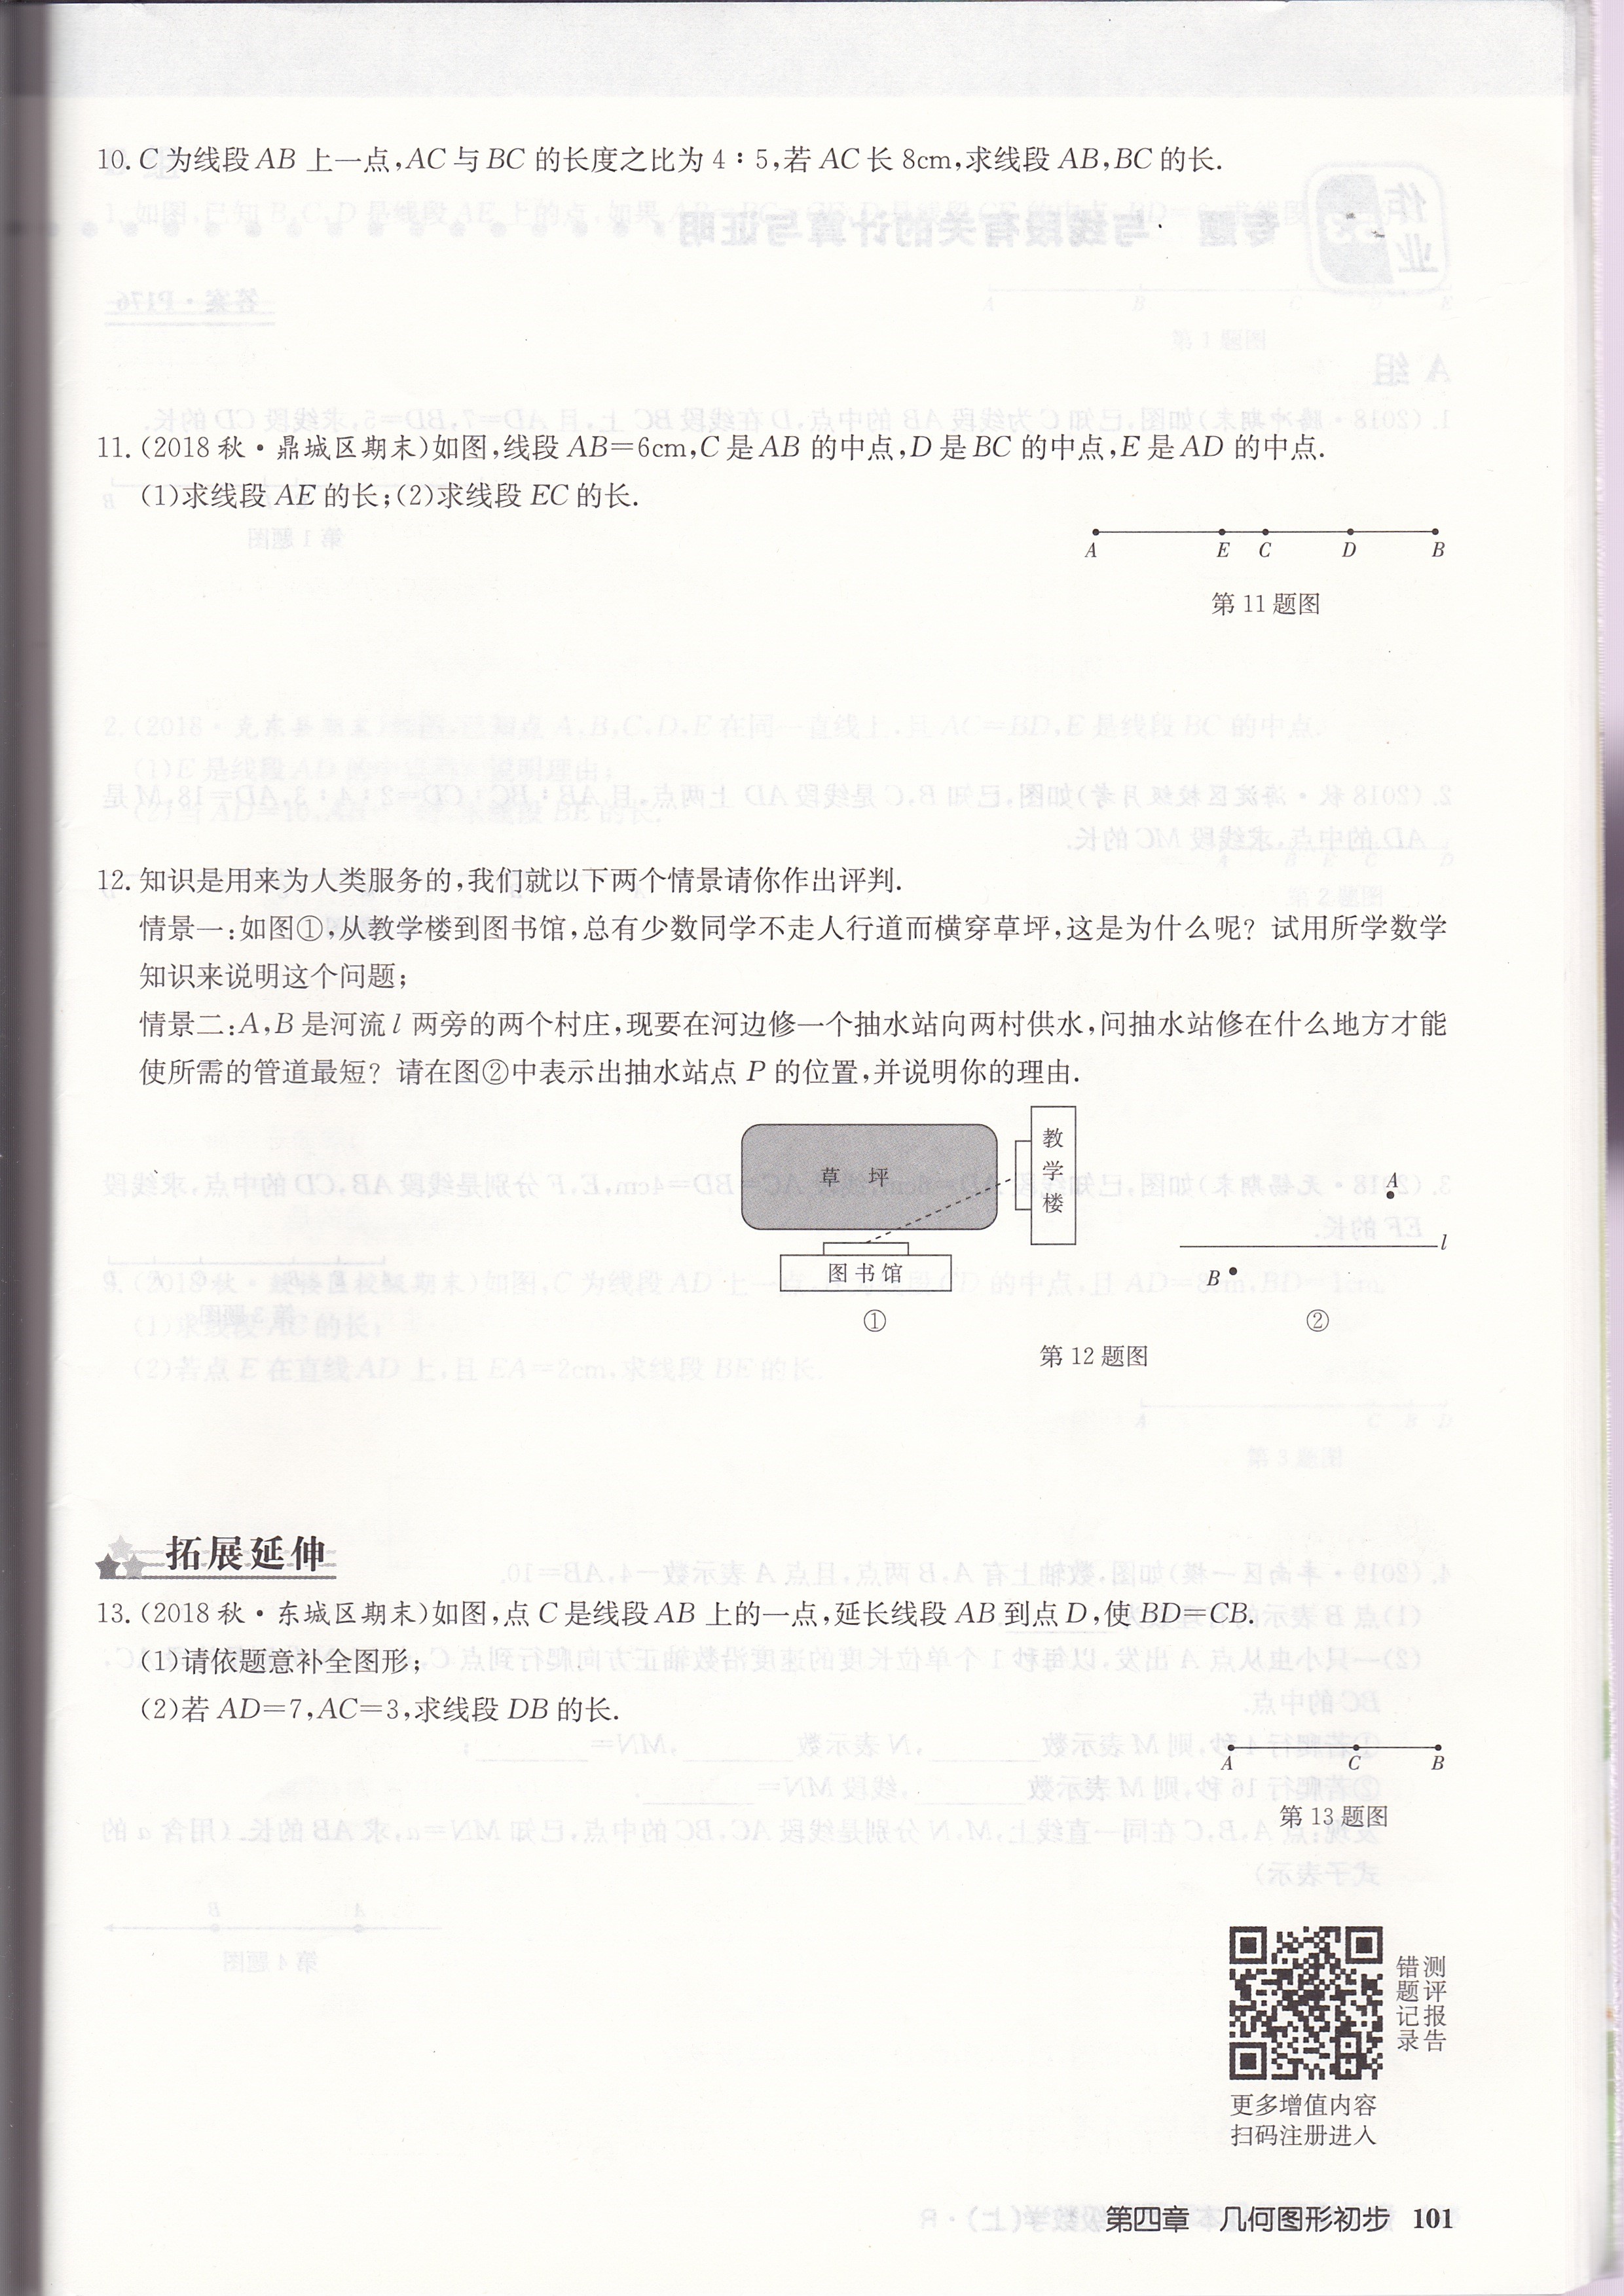 10. C 为线段 AB 上一点,AC 与 BC 的长度之比为 4∶5,若 AC 长 8cm,求线段 AB,BC 的长.
11. (2018 秋·鼎城区期末)如图,线段 AB=6cm,C 是 AB 的中点,D 是 BC 的中点,E 是 AD 的中点.
(1)求线段 AE 的长;(2)求线段 EC 的长.
A E C D B
第 11 题图
12. 知识是用来为人类服务的,我们就以下两个情景请你作出评判.
情景一:如图①,从教学楼到图书馆,总有少数同学不走人行道而横穿草坪,这是为什么呢? 试用所学数学
知识来说明这个问题;
情景二:A,B 是河流 l 两旁的两个村庄,现要在河边修一个抽水站向两村供水,问抽水站修在什么地方才能
使所需的管道最短? 请在图②中表示出抽水站点 P 的位置,并说明你的理由.
草 坪
教学楼
图书馆
①
A
l
B
②
第 12 题图
拓展延伸
13. (2018 秋·东城区期末)如图,点 C 是线段 AB 上的一点,延长线段 AB 到点 D,使 BD=CB.
(1)请依题意补全图形;
(2)若 AD=7,AC=3,求线段 DB 的长.
A C B
第 13 题图
测评报告
错题记录
更多增值内容
扫码注册进入
第四章 几何图形初步 101